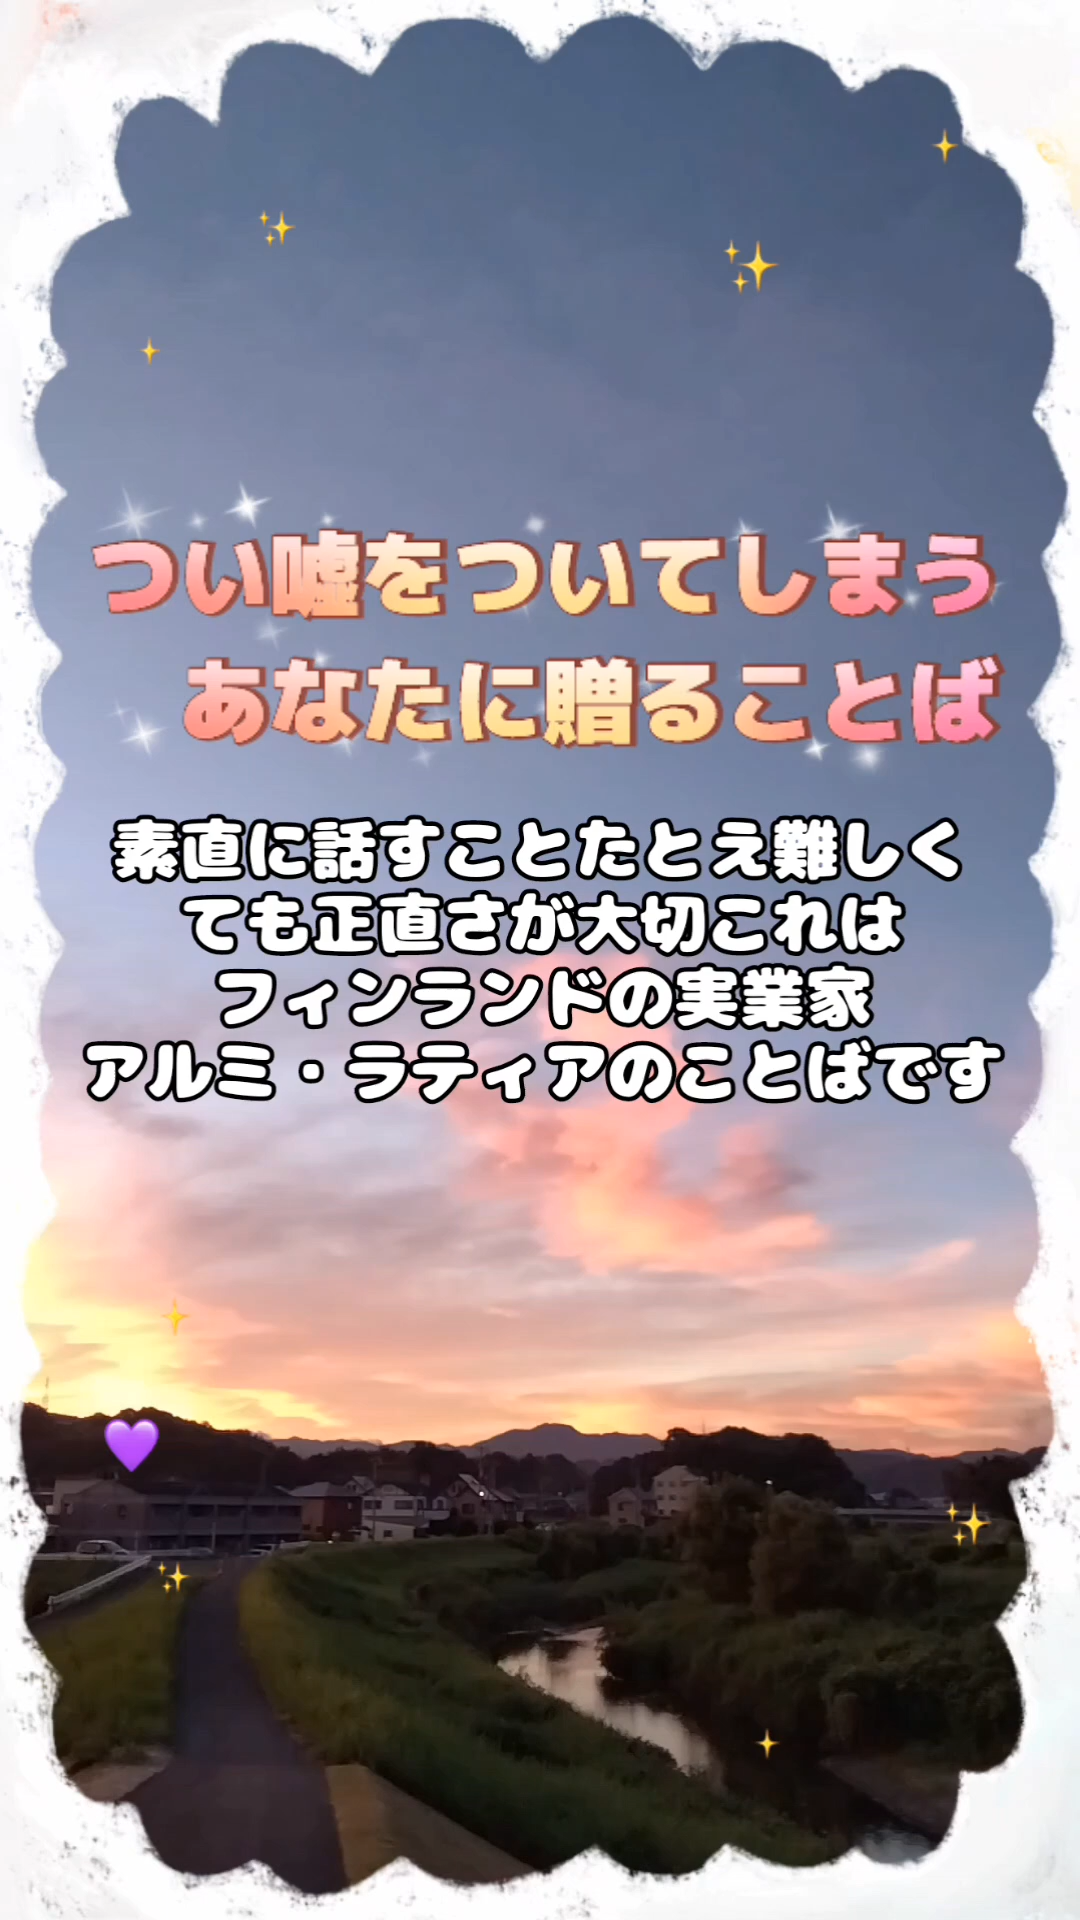 つい嘘をついてしまう
あなたに贈ることば
素直に話すことたとえ難しく
ても正直さが大切これは
フィンランドの実業家
アルミ・ラティアのことばです